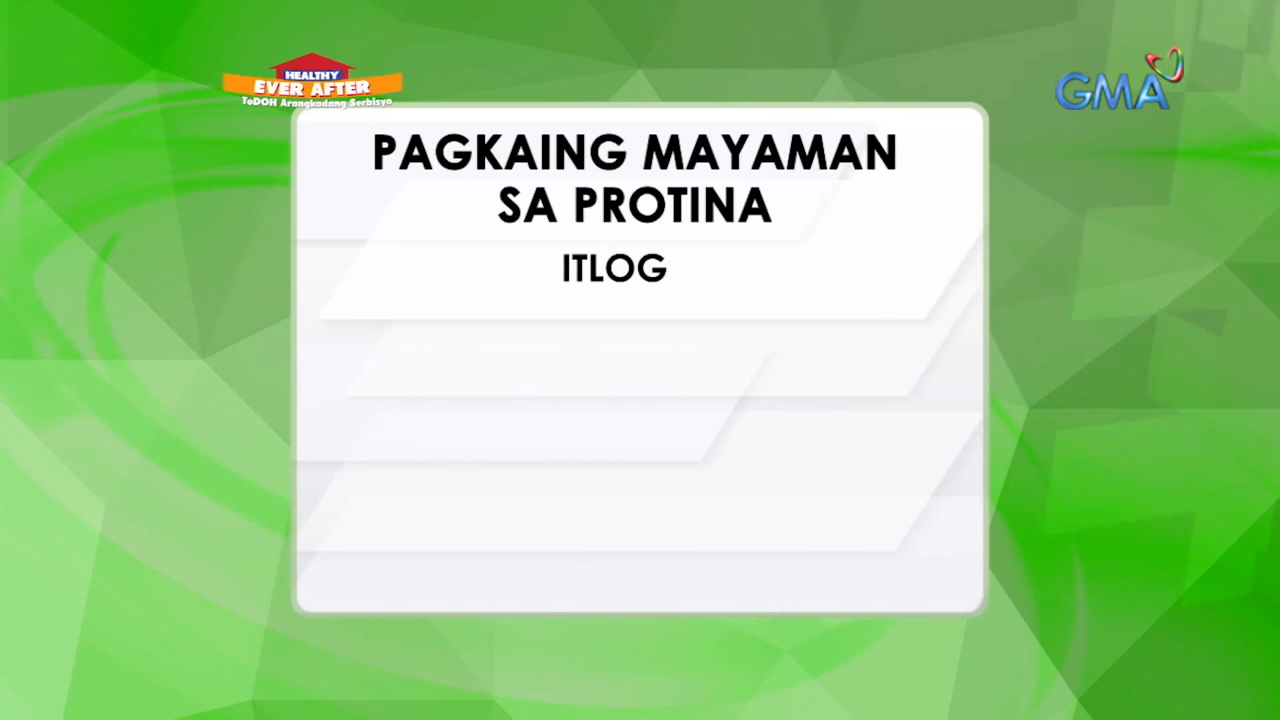 HEALTHY
EVER AFTER
ToDOH Arangkadang Serbisyo
GMA
PAGKAING MAYAMAN
SA PROTINA
ITLOG